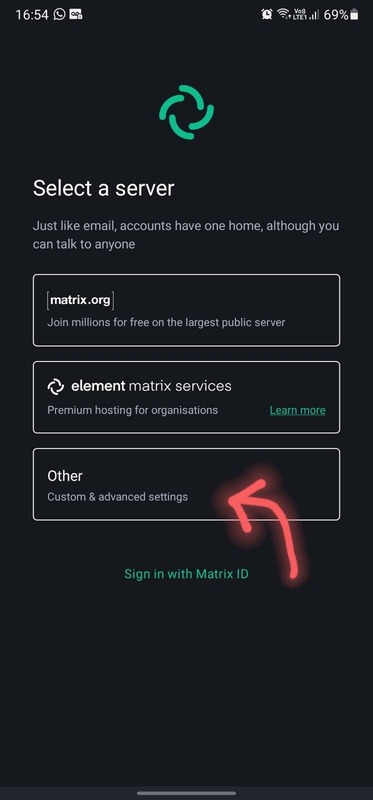 16:54 69%
Select a server
Just like email, accounts have one home, although you
can talk to anyone
[matrix.org]
Join millions for free on the largest public server
element matrix services
Premium hosting for organisations Learn more
Other
Custom & advanced settings
Sign in with Matrix ID